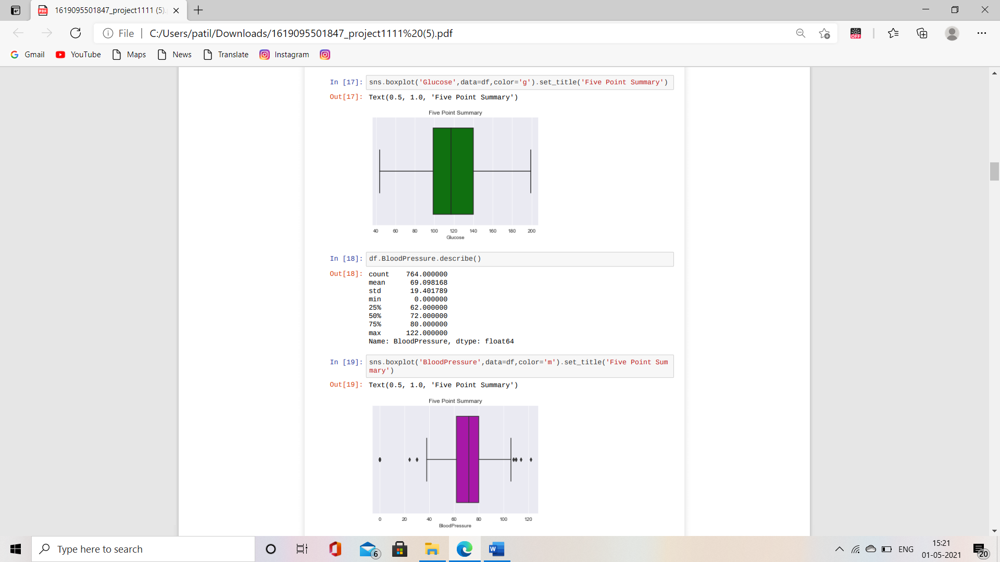 1619095501847_project1111 (5).
File
C:/Users/patil/Downloads/1619095501847_project1111%20(5).pdf
OFF
Gmail
YouTube
Maps
News
Translate
Instagram
In [17]: sns.boxplot('Glucose',data=df,color='g').set_title('Five Point Summary')
Out[17]: Text(0.5, 1.0, 'Five Point Summary')
Five Point Summary
40 60 80 100 120 140 160 180 200
Glucose
In [18]: df.BloodPressure.describe()
Out[18]: count 764.000000
mean 69.098168
std 19.401789
min 0.000000
25% 62.000000
50% 72.000000
75% 80.000000
max 122.000000
Name: BloodPressure, dtype: float64
In [19]: sns.boxplot('BloodPressure',data=df,color='m').set_title('Five Point Sum
mary')
Out[19]: Text(0.5, 1.0, 'Five Point Summary')
Five Point Summary
0 20 40 60 80 100 120
BloodPressure
Type here to search
6
W
ENG
15:21
01-05-2021
20